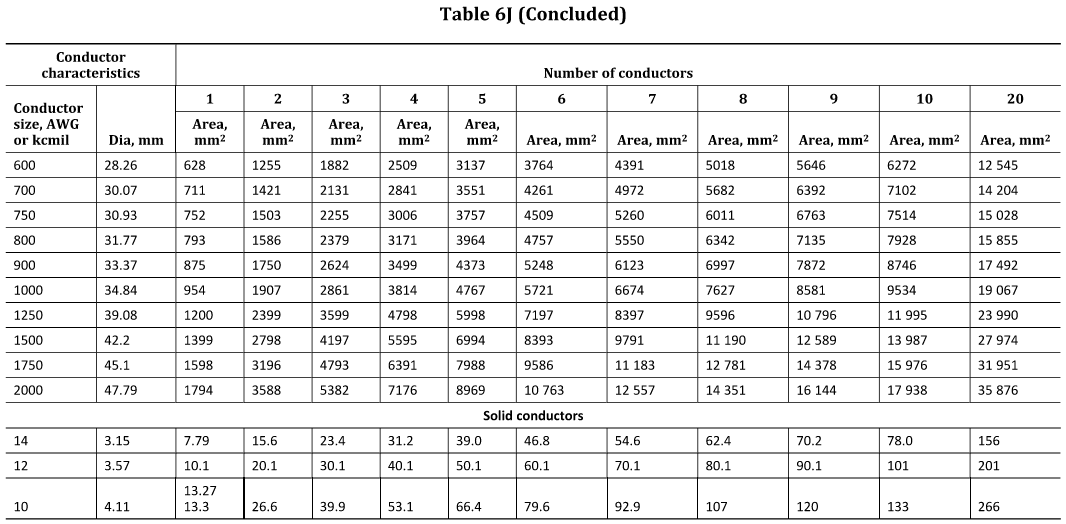 Table 6J (Concluded)
Conductor characteristics Number of conductors
Conductor size, AWG or kcmil Dia, mm 1 2 3 4 5 6 7 8 9 10 20
Area, mm² Area, mm² Area, mm² Area, mm² Area, mm² Area, mm² Area, mm² Area, mm² Area, mm² Area, mm² Area, mm²
600 28.26 628 1255 1882 2509 3137 3764 4391 5018 5646 6272 12 545
700 30.07 711 1421 2131 2841 3551 4261 4972 5682 6392 7102 14 204
750 30.93 752 1503 2255 3006 3757 4509 5260 6011 6763 7514 15 028
800 31.77 793 1586 2379 3171 3964 4757 5550 6342 7135 7928 15 855
900 33.37 875 1750 2624 3499 4373 5248 6123 6997 7872 8746 17 492
1000 34.84 954 1907 2861 3814 4767 5721 6674 7627 8581 9534 19 067
1250 39.08 1200 2399 3599 4798 5998 7197 8397 9596 10 796 11 995 23 990
1500 42.2 1399 2798 4197 5595 6994 8393 9791 11 190 12 589 13 987 27 974
1750 45.1 1598 3196 4793 6391 7988 9586 11 183 12 781 14 378 15 976 31 951
2000 47.79 1794 3588 5382 7176 8969 10 763 12 557 14 351 16 144 17 938 35 876
Solid conductors
14 3.15 7.79 15.6 23.4 31.2 39.0 46.8 54.6 62.4 70.2 78.0 156
12 3.57 10.1 20.1 30.1 40.1 50.1 60.1 70.1 80.1 90.1 101 201
13.27
10 4.11 13.3 26.6 39.9 53.1 66.4 79.6 92.9 107 120 133 266